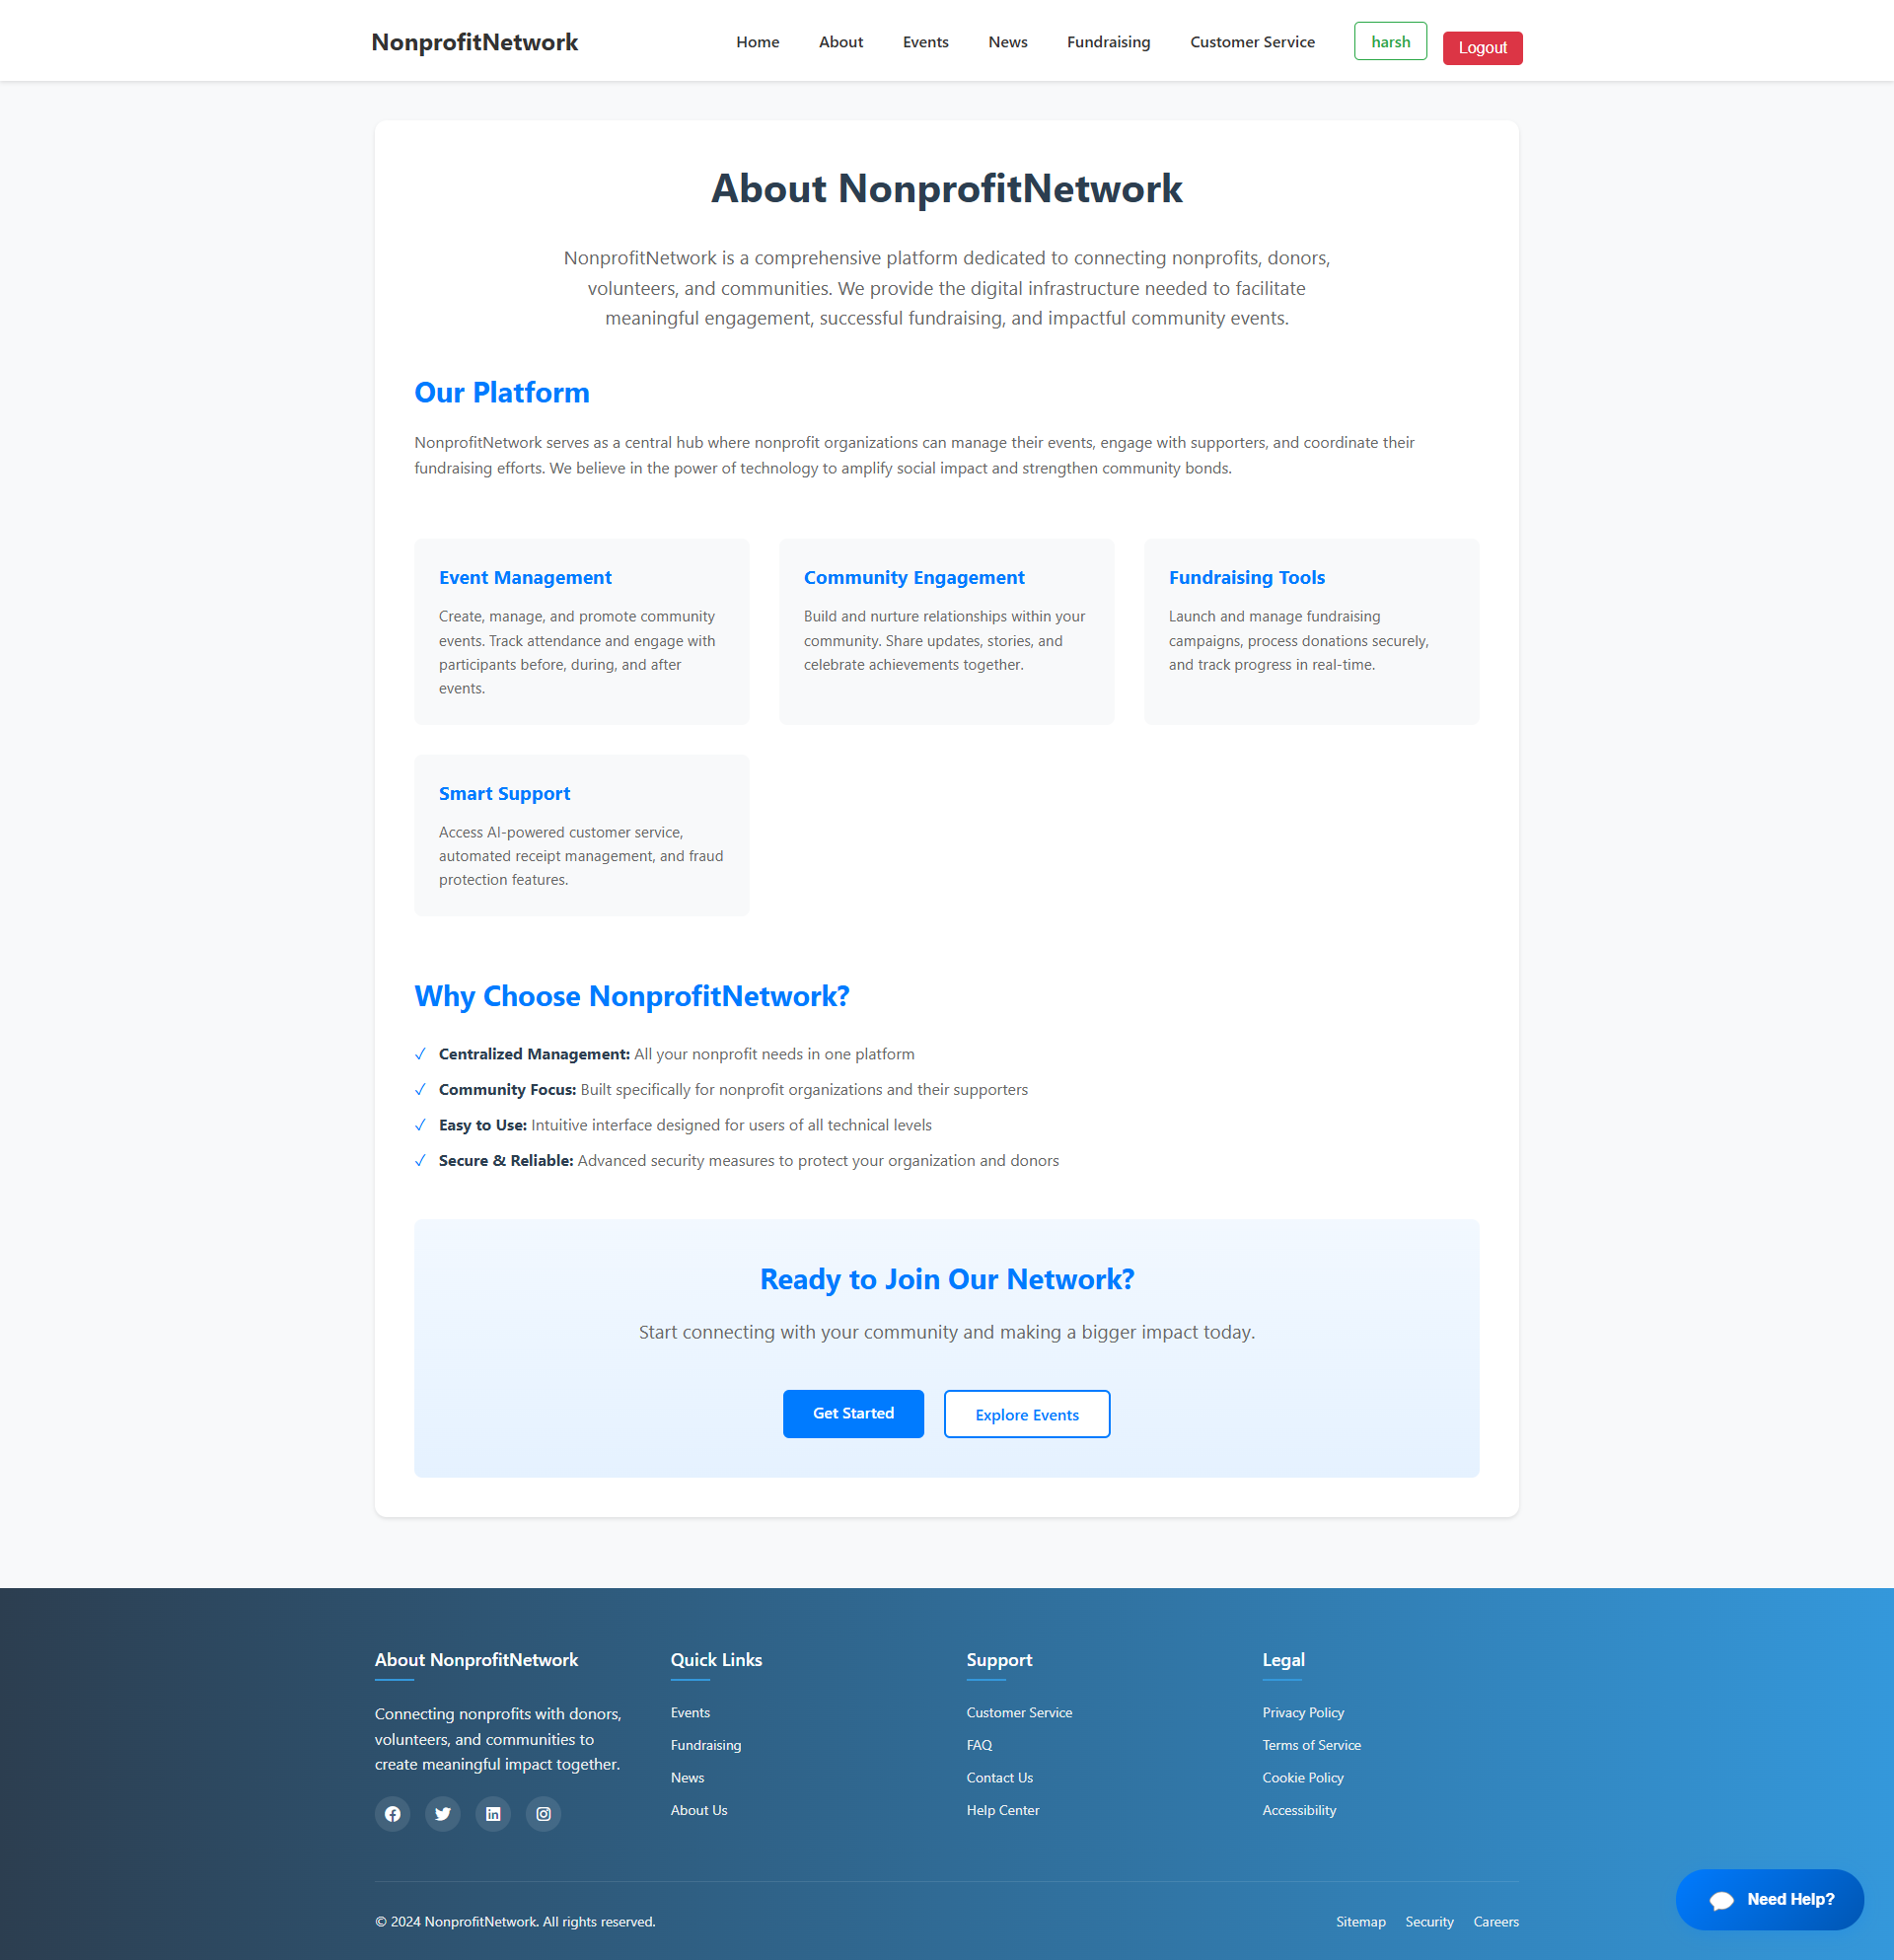 NonprofitNetwork
Home
About
Events
News
Fundraising
Customer Service
harsh
Logout
About NonprofitNetwork
NonprofitNetwork is a comprehensive platform dedicated to connecting nonprofits, donors,
volunteers, and communities. We provide the digital infrastructure needed to facilitate
meaningful engagement, successful fundraising, and impactful community events.
Our Platform
NonprofitNetwork serves as a central hub where nonprofit organizations can manage their events, engage with supporters, and coordinate their
fundraising efforts. We believe in the power of technology to amplify social impact and strengthen community bonds.
Event Management
Create, manage, and promote community
events. Track attendance and engage with
participants before, during, and after
events.
Community Engagement
Build and nurture relationships within your
community. Share updates, stories, and
celebrate achievements together.
Fundraising Tools
Launch and manage fundraising
campaigns, process donations securely,
and track progress in real-time.
Smart Support
Access AI-powered customer service,
automated receipt management, and fraud
protection features.
Why Choose NonprofitNetwork?
✓ Centralized Management: All your nonprofit needs in one platform
✓ Community Focus: Built specifically for nonprofit organizations and their supporters
✓ Easy to Use: Intuitive interface designed for users of all technical levels
✓ Secure & Reliable: Advanced security measures to protect your organization and donors
Ready to Join Our Network?
Start connecting with your community and making a bigger impact today.
Get Started
Explore Events
About NonprofitNetwork
Connecting nonprofits with donors,
volunteers, and communities to
create meaningful impact together.
Quick Links
Events
Fundraising
News
About Us
Support
Customer Service
FAQ
Contact Us
Help Center
Legal
Privacy Policy
Terms of Service
Cookie Policy
Accessibility
© 2024 NonprofitNetwork. All rights reserved.
Sitemap
Security
Careers
Need Help?